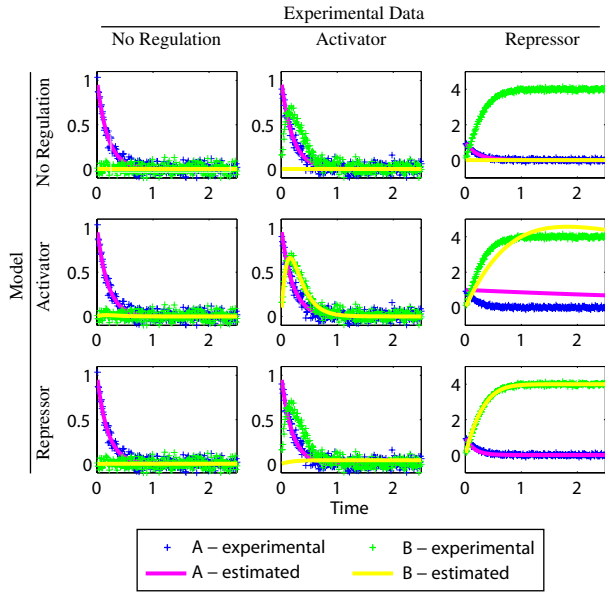 Experimental Data
No Regulation Activator Repressor
Model
No Regulation
1
0.5
0
0 1 2
1
0.5
0
0 1 2
4
2
0
0 1 2
Activator
1
0.5
0
0 1 2
1
0.5
0
0 1 2
4
2
0
0 1 2
Repressor
1
0.5
0
0 1 2
1
0.5
0
0 1 2
4
2
0
0 1 2
Time
A – experimental B – experimental
A – estimated B – estimated